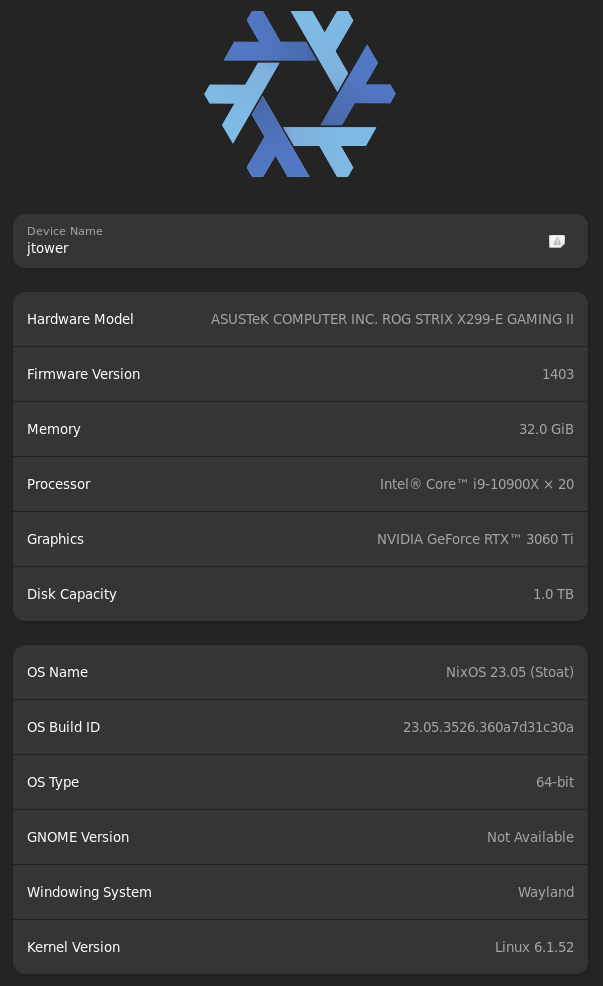 Device Name
jtower
Hardware Model ASUSTeK COMPUTER INC. ROG STRIX X299-E GAMING II
Firmware Version 1403
Memory 32.0 GiB
Processor Intel® Core™ i9-10900X × 20
Graphics NVIDIA GeForce RTX™ 3060 Ti
Disk Capacity 1.0 TB
OS Name NixOS 23.05 (Stoat)
OS Build ID 23.05.3526.360a7d31c30a
OS Type 64-bit
GNOME Version Not Available
Windowing System Wayland
Kernel Version Linux 6.1.52